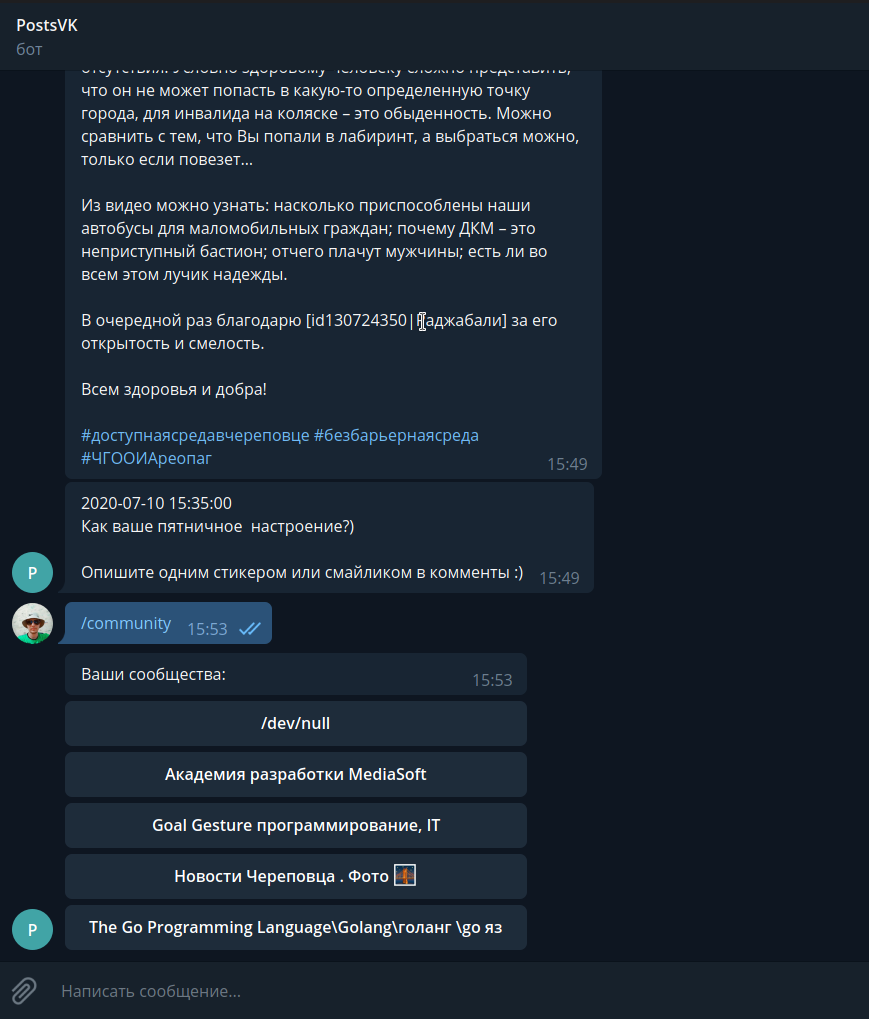 PostsVK
бот
отсутствия. Условно здоровому человеку сложно представить,
что он не может попасть в какую-то определенную точку
города, для инвалида на коляске – это обыденность. Можно
сравнить с тем, что Вы попали в лабиринт, а выбраться можно,
только если повезет...
Из видео можно узнать: насколько приспособлены наши
автобусы для маломобильных граждан; почему ДКМ – это
неприступный бастион; отчего плачут мужчины; есть ли во
всем этом лучик надежды.
В очередной раз благодарю [id130724350|Раджабали] за его
открытость и смелость.
Всем здоровья и добра!
#доступнаясредавчереповце #безбарьернаясреда
#ЧГООИАреопаг
15:49
2020-07-10 15:35:00
Как ваше пятничное  настроение?)
Опишите одним стикером или смайликом в комменты :)
15:49
P
/community
15:53
Ваши сообщества:
15:53
/dev/null
Академия разработки MediaSoft
Goal Gesture программирование, IT
Новости Череповца . Фото 🌉
The Go Programming Language\Golang\голанг \go яз
P
Написать сообщение...